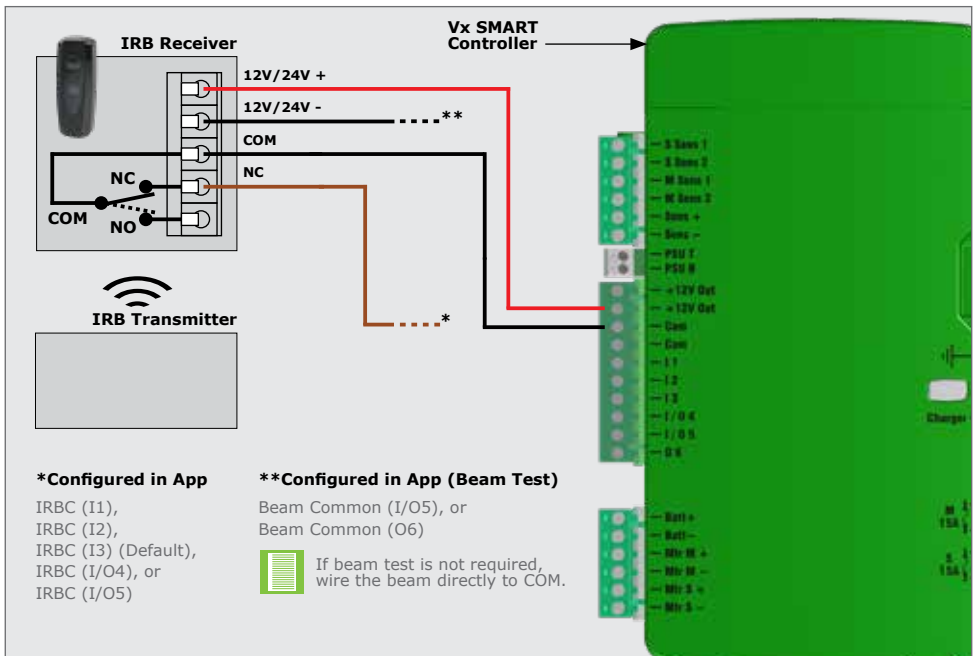 Vx SMART
Controller
IRB Receiver
12V/24V +
12V/24V -
**
COM
NC
NC
COM
NO
*
IRB Transmitter
S Sens 1
S Sens 2
M Sens 1
M Sens 2
Sens +
Sens -
PSU T
PSU R
+12V Out
+12V Out
Com
Com
I 1
I 2
I 3
I/O 4
I/O 5
O 6
Charger
Batt+
Batt-
Mtr M +
Mtr M -
Mtr S +
Mtr S -
M
15A
S
15A
*Configured in App
IRBC (I1),
IRBC (I2),
IRBC (I3) (Default),
IRBC (I/O4), or
IRBC (I/O5)
**Configured in App (Beam Test)
Beam Common (I/O5), or
Beam Common (O6)
If beam test is not required,
wire the beam directly to COM.